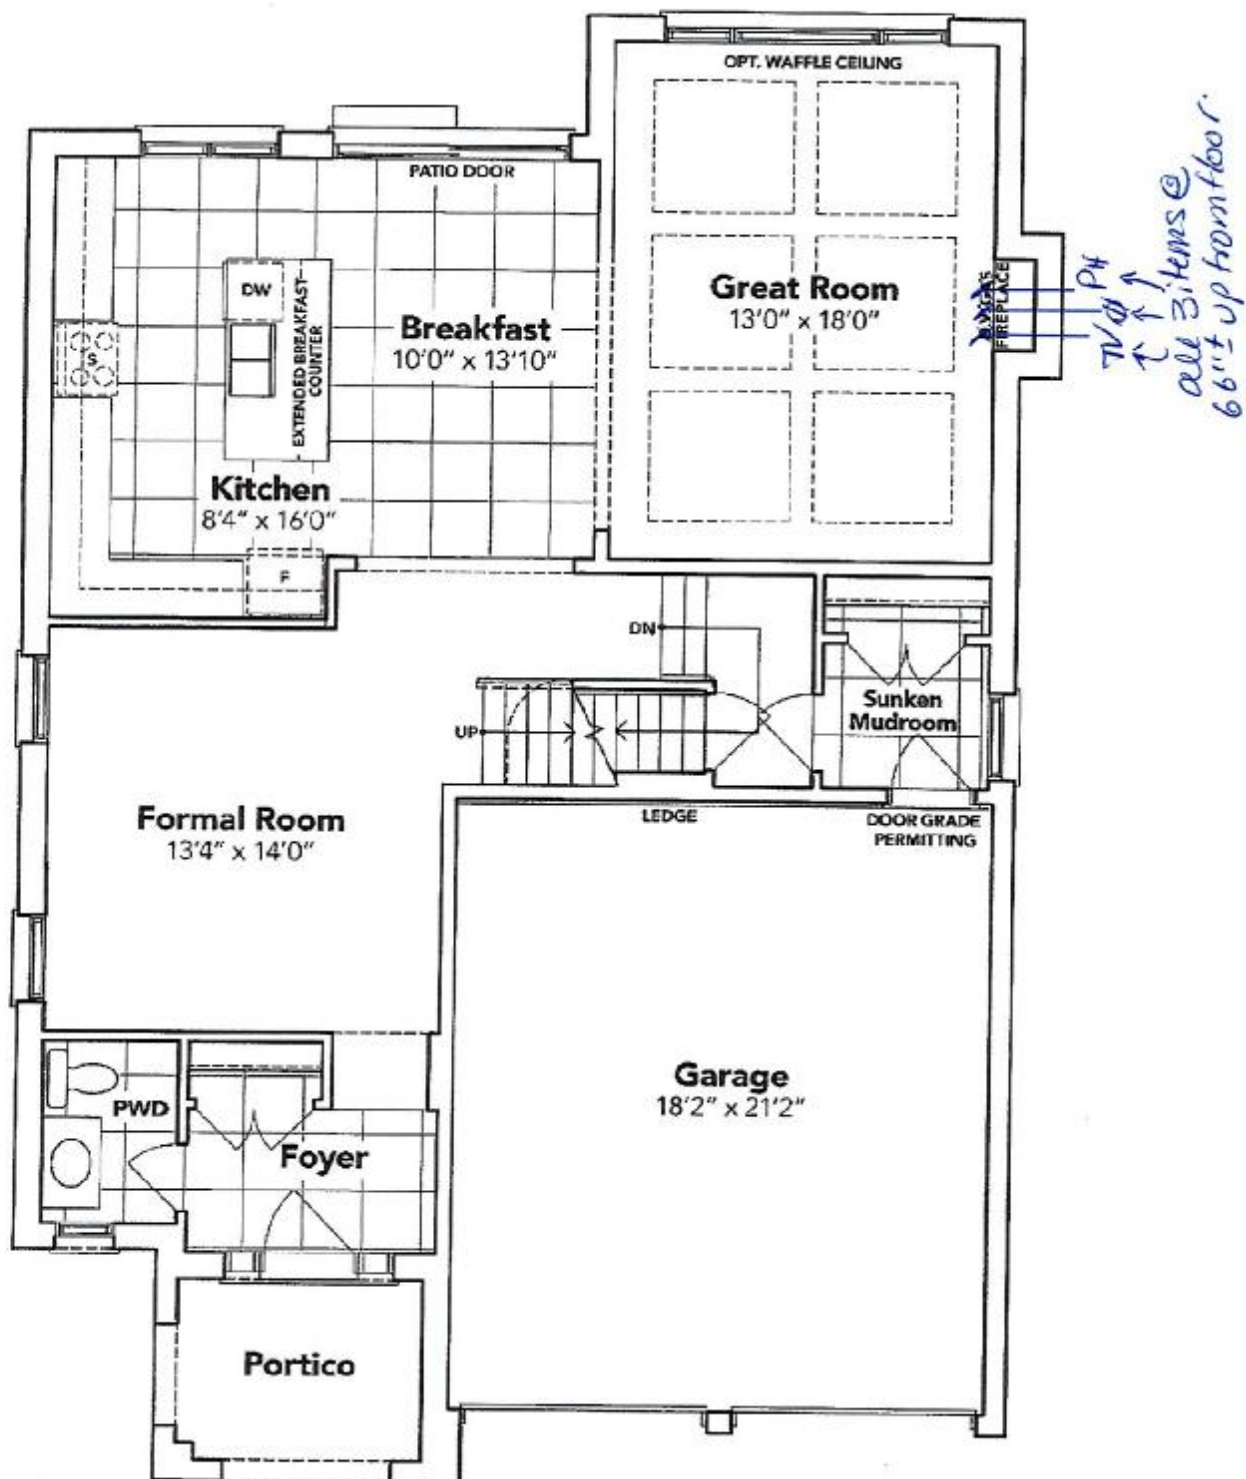 OPT. WAFFLE CEILING
PATIO DOOR
DW
EXTENDED BREAKFAST
COUNTER
S
Breakfast
10'0" x 13'10"
Great Room
13'0" x 18'0"
FIREPLACE
TV
PH
all 3 items @
66"± up from floor.
Kitchen
8'4" x 16'0"
F
DN
UP
Sunken
Mudroom
Formal Room
13'4" x 14'0"
LEDGE
DOOR GRADE
PERMITTING
Garage
18'2" x 21'2"
PWD
Foyer
Portico